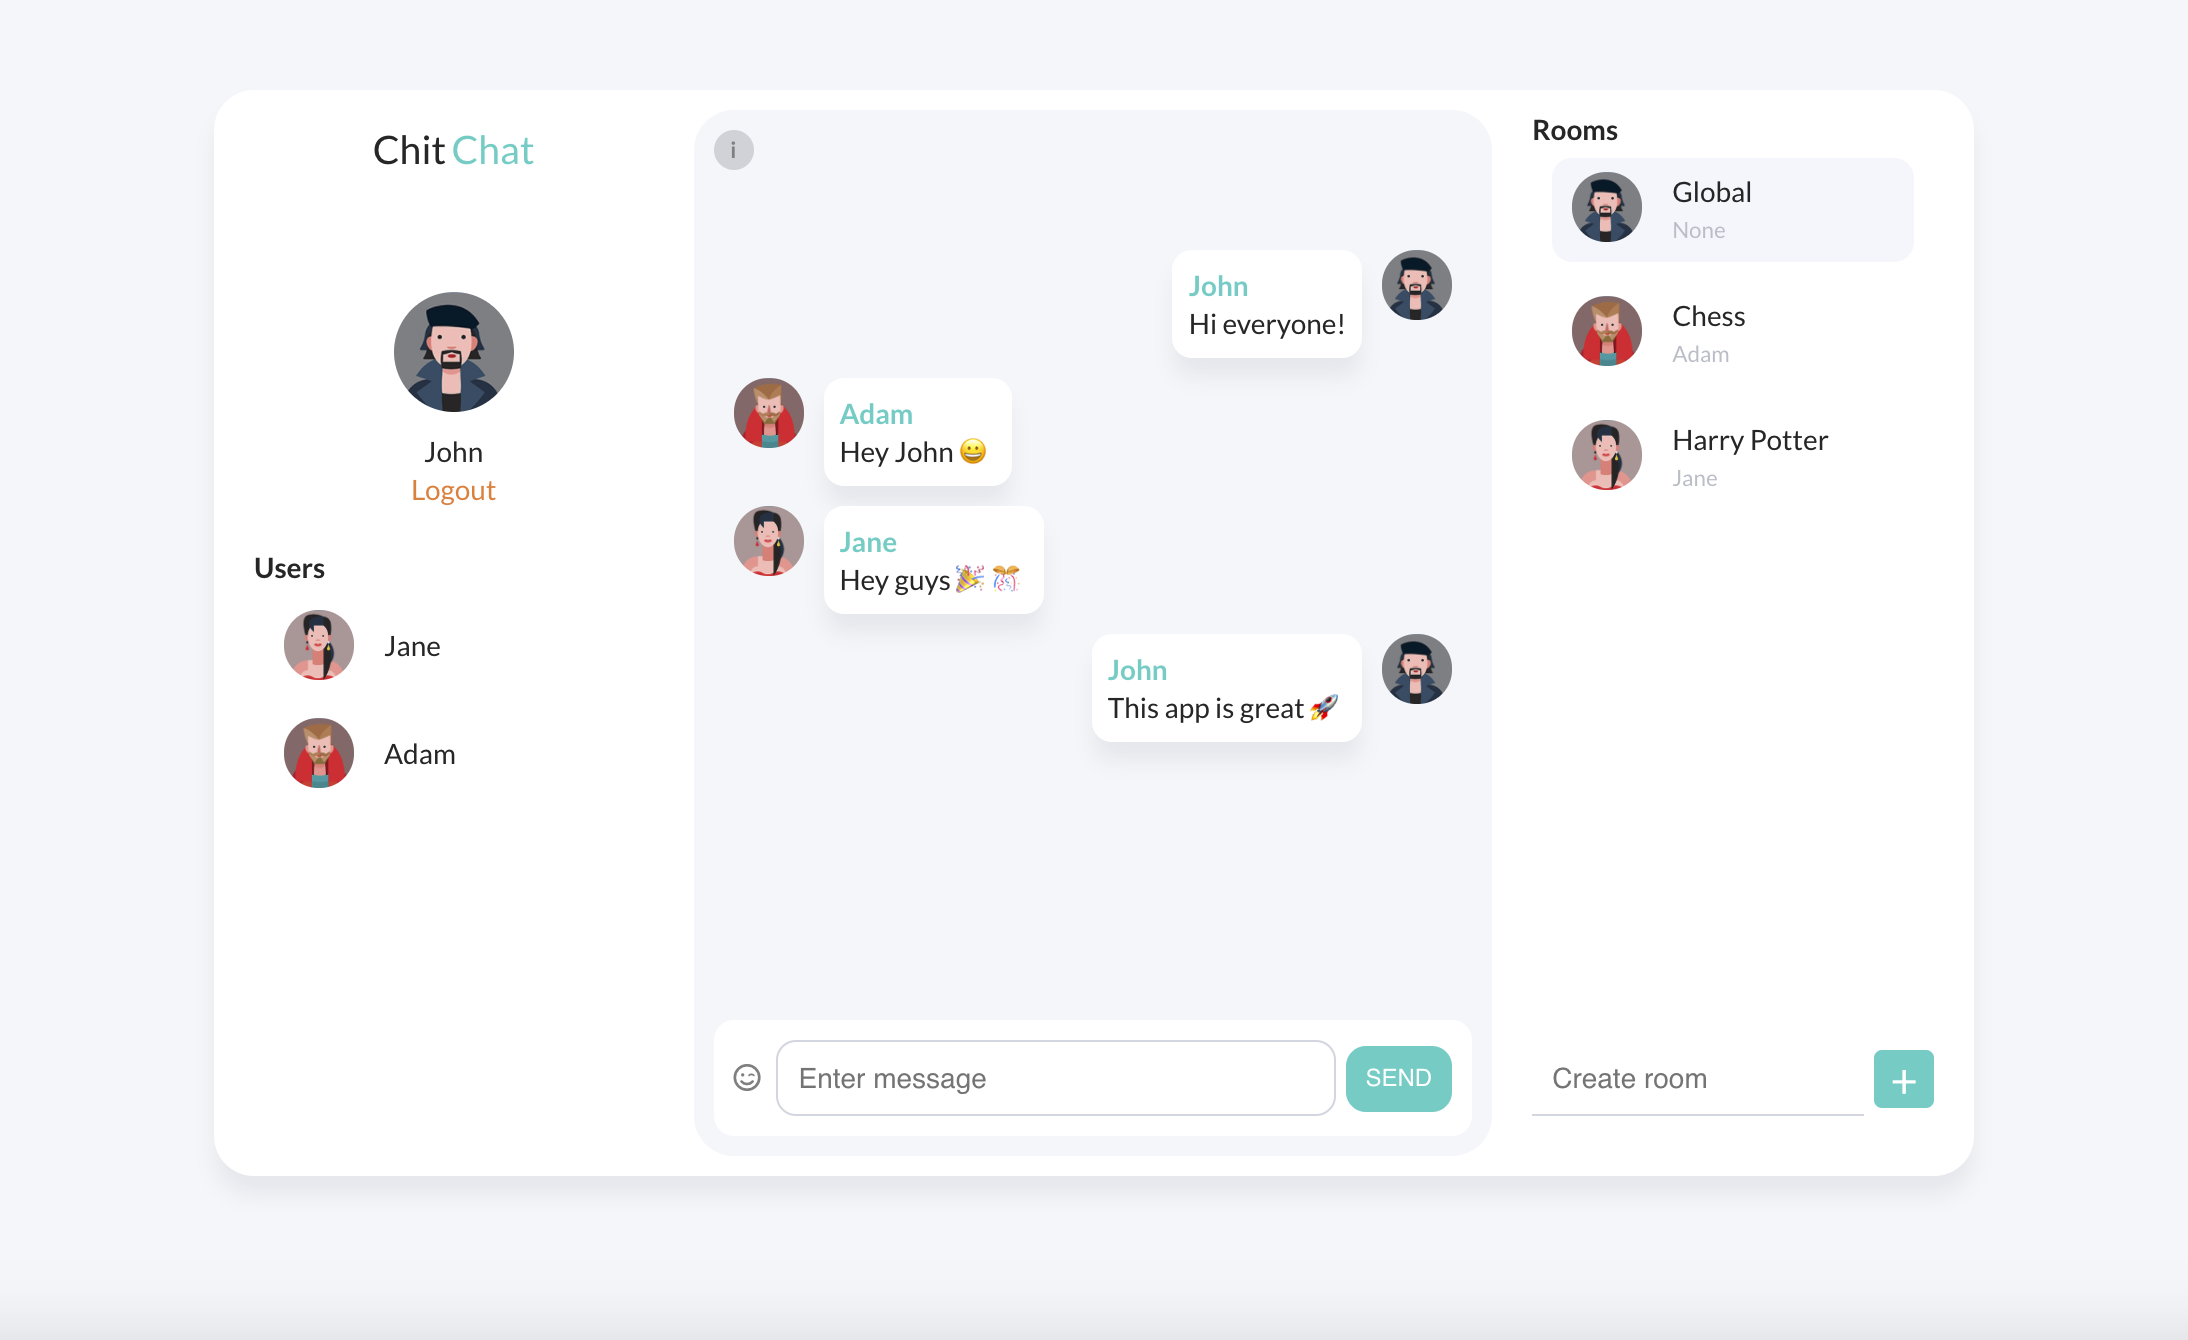 Chit Chat
John
Logout
Users
Jane
Adam
i
John
Hi everyone!
Adam
Hey John 😀
Jane
Hey guys 🎉 🎊
John
This app is great 🚀
Enter message
SEND
Rooms
Global
None
Chess
Adam
Harry Potter
Jane
Create room
+